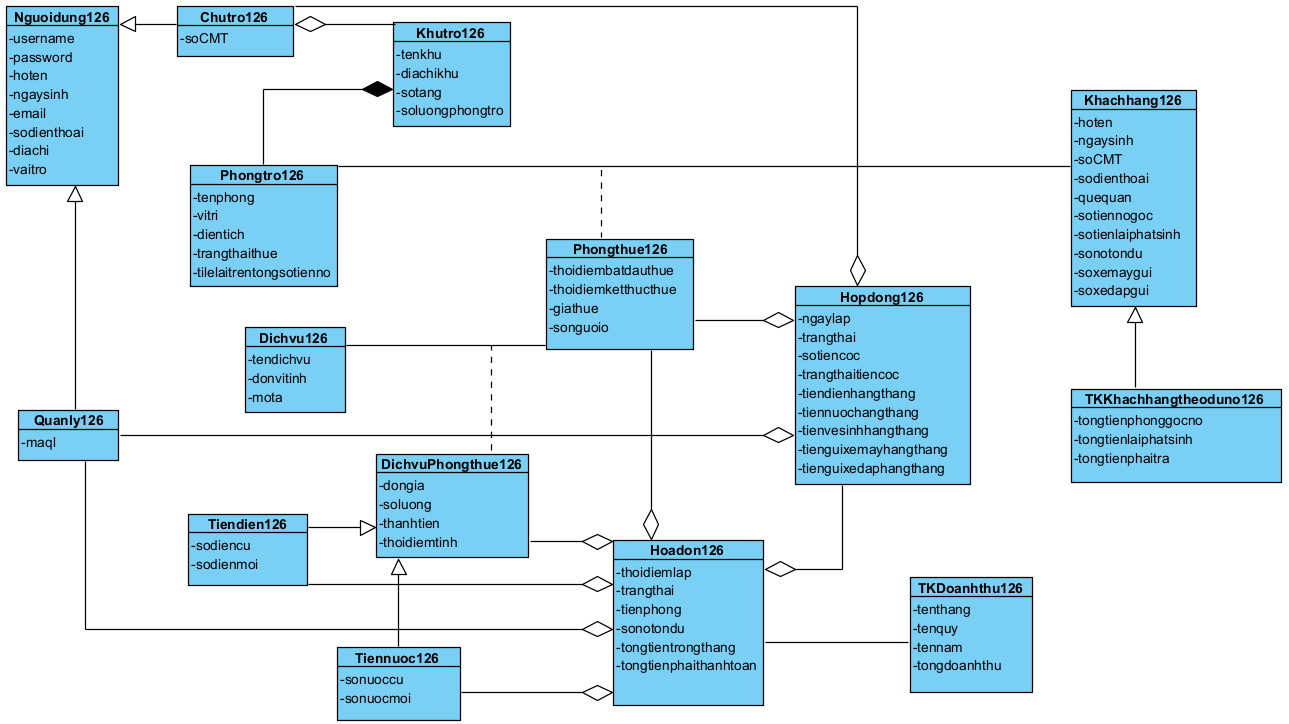 Nguoidung126
-username
-password
-hoten
-ngaysinh
-email
-sodienthoai
-diachi
-vaitro
Chutro126
-soCMT
Khutro126
-tenkhu
-diachikhu
-sotang
-soluongphongtro
Khachhang126
-hoten
-ngaysinh
-soCMT
-sodienthoai
-quequan
-sotiennogoc
-sotienlaiphatsinh
-sonotondu
-soxemaygui
-soxedapgui
Phongtro126
-tenphong
-vitri
-dientich
-trangthaithue
-tilelaitrentongsotienno
Phongthue126
-thoidiembatdauthue
-thoidiemketthucthue
-giathue
-songuoio
Hopdong126
-ngaylap
-trangthai
-sotiencoc
-trangthaitiencoc
-tiendienhangthang
-tiennuochangthang
-tienvesinhhangthang
-tienguixemayhangthang
-tienguixedaphangthang
Dichvu126
-tendichvu
-donvitinh
-mota
TKKhachhangtheoduno126
-tongtienphonggocno
-tongtienlaiphatsinh
-tongtienphaitra
Quanly126
-maql
DichvuPhongthue126
-dongia
-soluong
-thanhtien
-thoidiemtinh
Tiendien126
-sodiencu
-sodienmoi
Hoadon126
-thoidiemlap
-trangthai
-tienphong
-sonotondu
-tongtientrongthang
-tongtienphaithanhtoan
TKDoanhthu126
-tenthang
-tenquy
-tennam
-tongdoanhthu
Tiennuoc126
-sonuoccu
-sonuocmoi